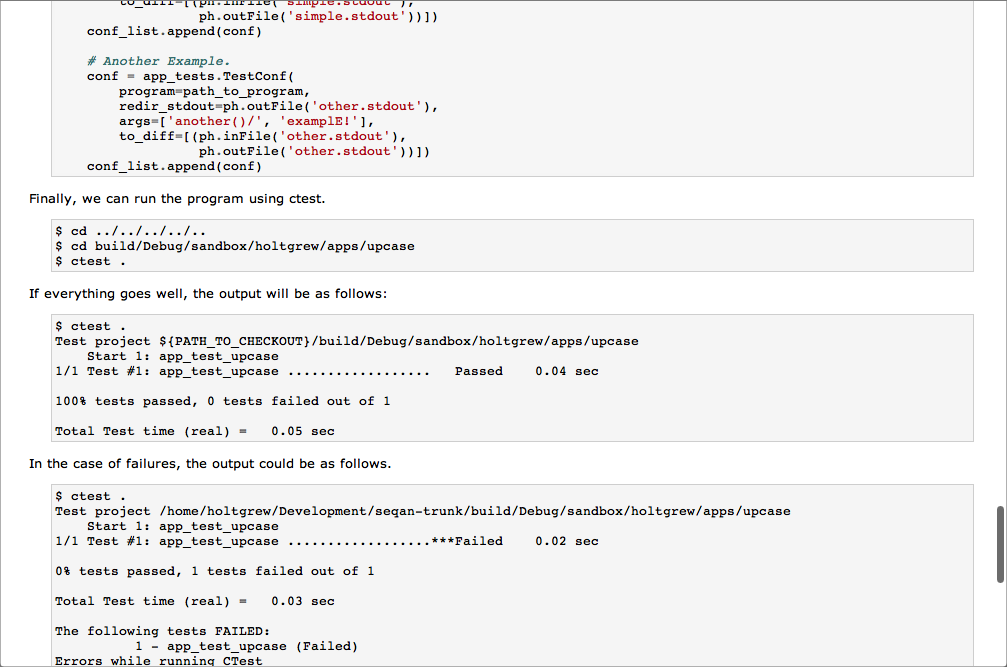 to_diff=[(ph.inFile('simple.stdout'),
ph.outFile('simple.stdout'))])
conf_list.append(conf)
# Another Example.
conf = app_tests.TestConf(
program=path_to_program,
redir_stdout=ph.outFile('other.stdout'),
args=['another()/', 'examplE!'],
to_diff=[(ph.inFile('other.stdout'),
ph.outFile('other.stdout'))])
conf_list.append(conf)
Finally, we can run the program using ctest.
$ cd ../../../../..
$ cd build/Debug/sandbox/holtgrew/apps/upcase
$ ctest .
If everything goes well, the output will be as follows:
$ ctest .
Test project ${PATH_TO_CHECKOUT}/build/Debug/sandbox/holtgrew/apps/upcase
Start 1: app_test_upcase
1/1 Test #1: app_test_upcase ..................   Passed    0.04 sec
100% tests passed, 0 tests failed out of 1
Total Test time (real) =   0.05 sec
In the case of failures, the output could be as follows.
$ ctest .
Test project /home/holtgrew/Development/seqan-trunk/build/Debug/sandbox/holtgrew/apps/upcase
Start 1: app_test_upcase
1/1 Test #1: app_test_upcase ..................***Failed    0.02 sec
0% tests passed, 1 tests failed out of 1
Total Test time (real) =   0.03 sec
The following tests FAILED:
1 - app_test_upcase (Failed)
Errors while running CTest